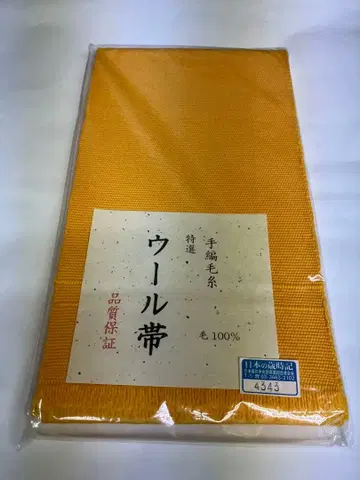 手編毛糸
特選
ウール帯
毛100%
品質保証
日本の歳時記
4343